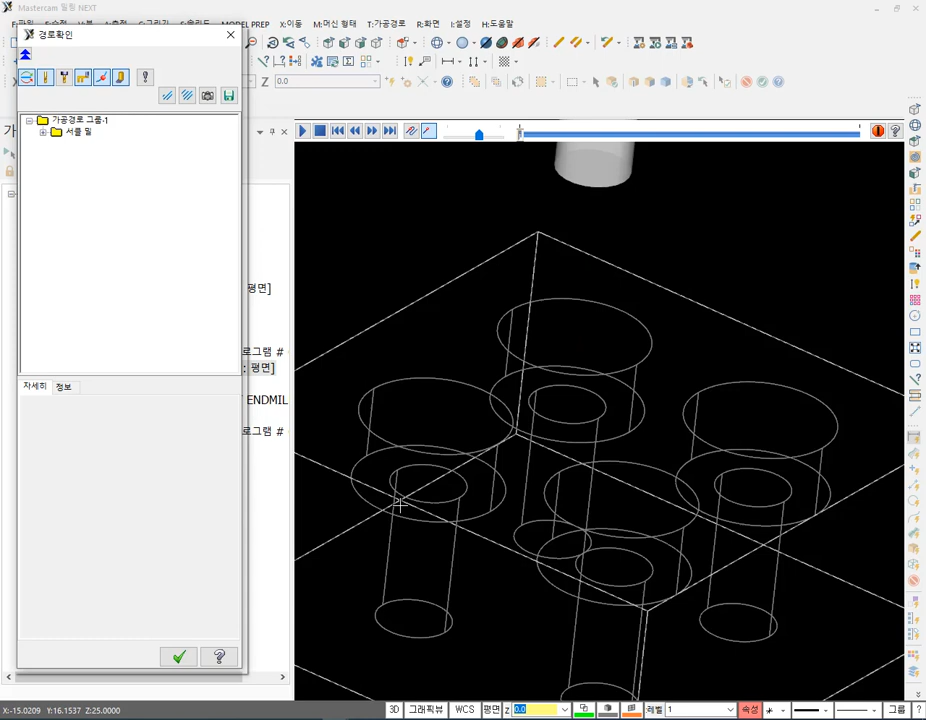 Mastercam 밀링 NEXT
MODEL PREP X:이동 M:머신 형태 T:가공경로 R:화면 I:설정 H:도움말
경로확인
Z 0.0
가공경로 그룹-1
서클 밀
평면]
로그램 #
: 평면]
ENDMIL
로그램 #
자세히 정보
X:-15.0209 Y:16.1537 Z:25.0000
3D 그래픽뷰 WCS 평면 Z 0.0 레벨 1 속성 그룹